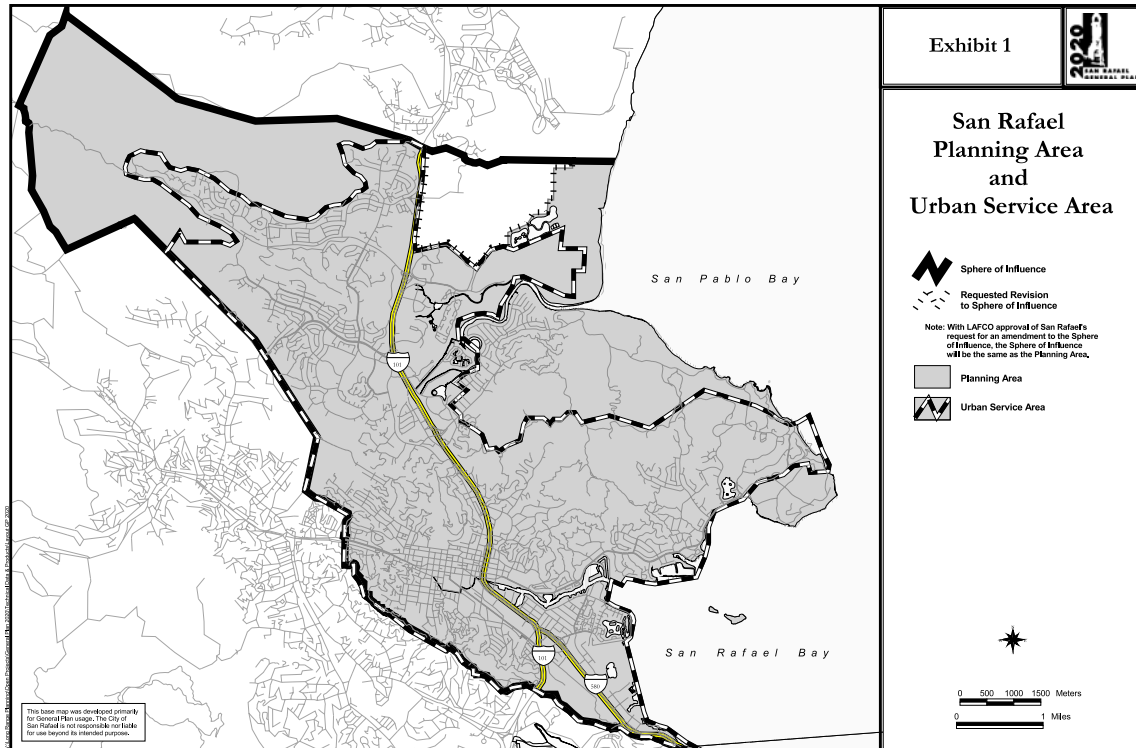 Exhibit 1
2020
SAN RAFAEL
GENERAL PLAN
San Rafael
Planning Area
and
Urban Service Area
Sphere of Influence
Requested Revision
to Sphere of Influence
Note: With LAFCO approval of San Rafael's
request for an amendment to the Sphere
of Influence, the Sphere of Influence
will be the same as the Planning Area.
Planning Area
Urban Service Area
San Pablo Bay
101
San Rafael Bay
101
580
0 500 1000 1500 Meters
0 1 Miles
This base map was developed primarily
for General Plan usage. The City of
San Rafael is not responsible nor liable
for use beyond its intended purpose.